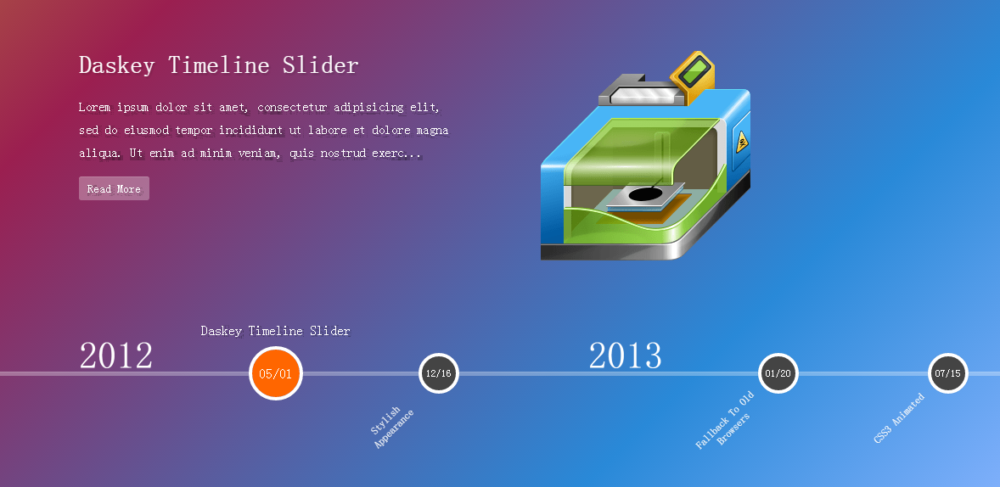 Daskey Timeline Slider
Lorem ipsum dolor sit amet, consectetur adipisicing elit,
sed do eiusmod tempor incididunt ut labore et dolore magna
aliqua. Ut enim ad minim veniam, quis nostrud exerc...
Read More
Daskey Timeline Slider
2012
05/01
12/16
2013
01/20
07/15
Stylish
Appearance
Fallback To Old
Browsers
CSS3 Animated